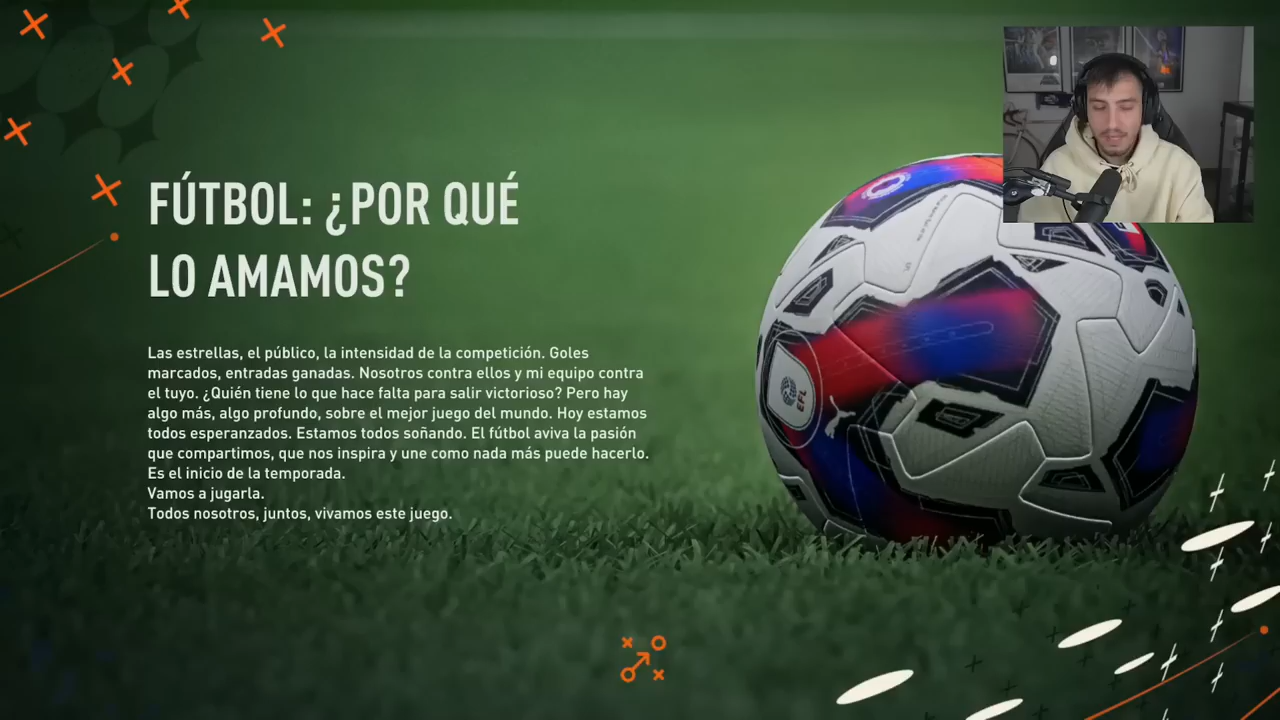 FÚTBOL: ¿POR QUÉ
LO AMAMOS?
Las estrellas, el público, la intensidad de la competición. Goles
marcados, entradas ganadas. Nosotros contra ellos y mi equipo contra
el tuyo. ¿Quién tiene lo que hace falta para salir victorioso? Pero hay
algo más, algo profundo, sobre el mejor juego del mundo. Hoy estamos
todos esperanzados. Estamos todos soñando. El fútbol aviva la pasión
que compartimos, que nos inspira y une como nada más puede hacerlo.
Es el inicio de la temporada.
Vamos a jugarla.
Todos nosotros, juntos, vivamos este juego.
EFL